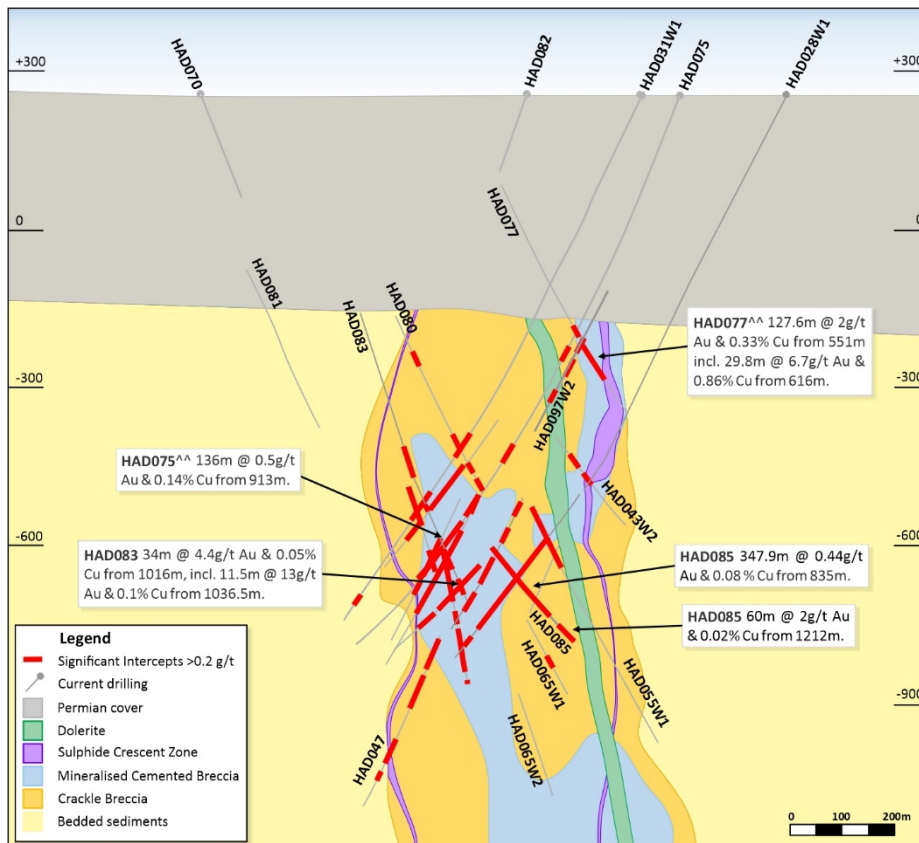 HAD070
HAD082
HAD031W1
HAD075
HAD028W1
+300
+300
0
0
HAD077
HAD081
HAD083
HAD080
HAD077^^ 127.6m @ 2g/t
Au & 0.33% Cu from 551m
incl. 29.8m @ 6.7g/t Au &
0.86% Cu from 616m.
-300
-300
HAD097W2
HAD075^^ 136m @ 0.5g/t
Au & 0.14% Cu from 913m.
HAD043W2
-600
-600
HAD083 34m @ 4.4g/t Au & 0.05%
Cu from 1016m, incl. 11.5m @ 13g/t
Au & 0.1% Cu from 1036.5m.
HAD085 347.9m @ 0.44g/t
Au & 0.08 % Cu from 835m.
HAD085 60m @ 2g/t Au
& 0.02% Cu from 1212m.
HAD085
HAD065W1
HAD055W1
-900
HAD065W2
HAD047
Legend
Significant Intercepts >0.2 g/t
Current drilling
Permian cover
Dolerite
Sulphide Crescent Zone
Mineralised Cemented Breccia
Crackle Breccia
Bedded sediments
0 100 200m